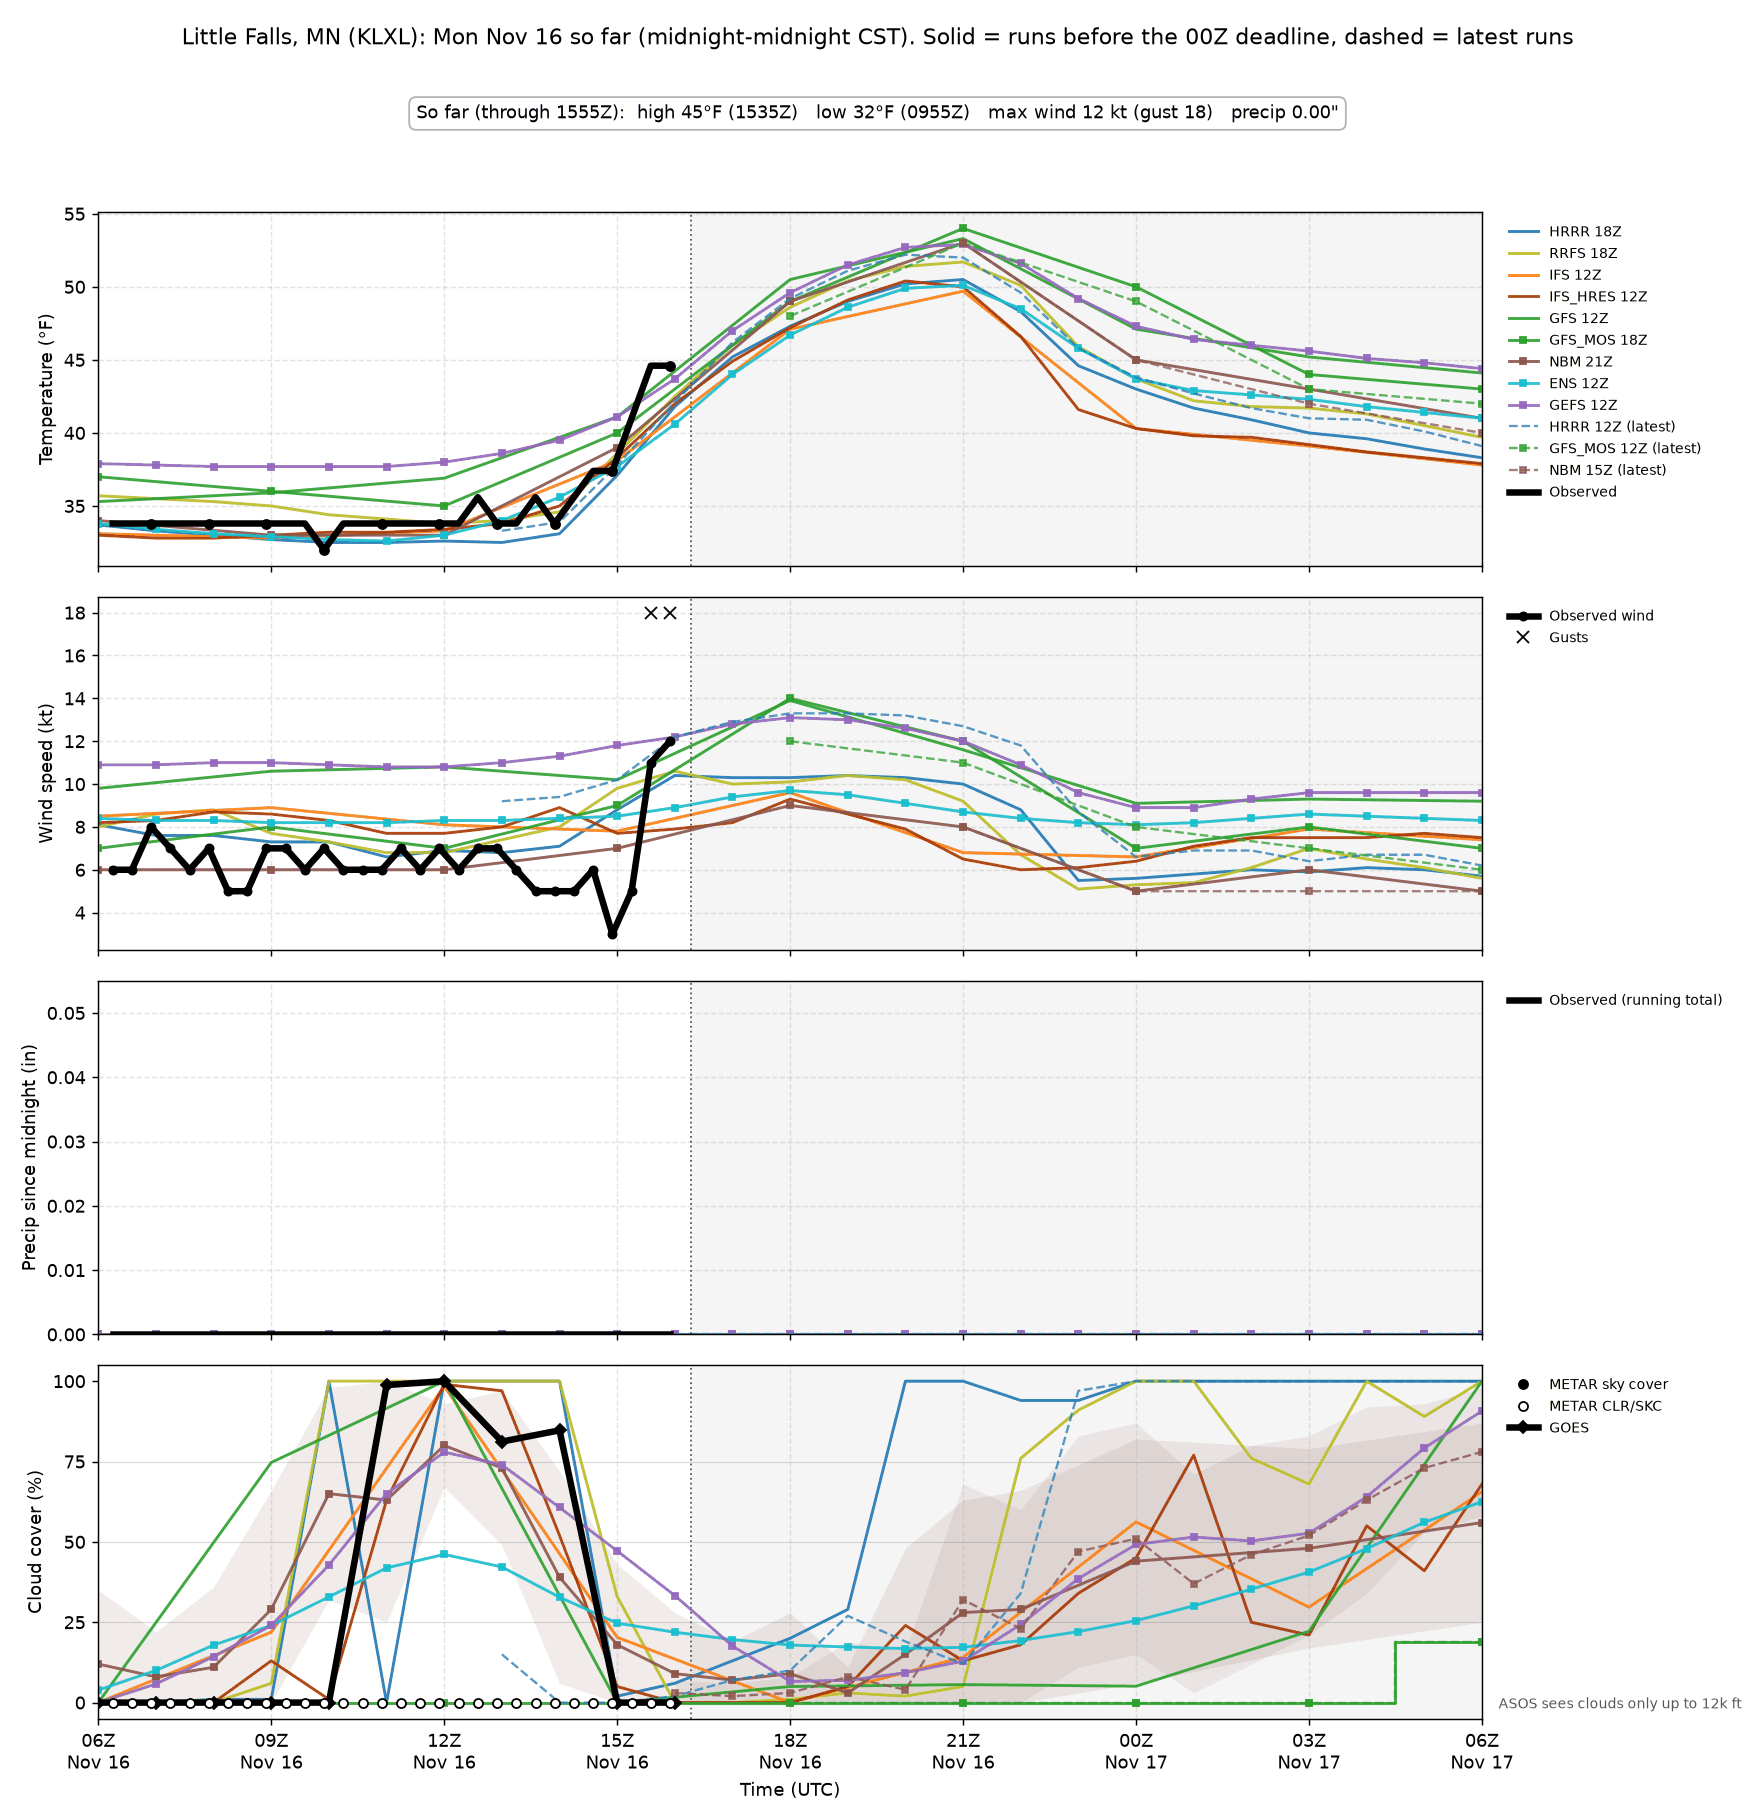 Little Falls, MN (KLXL): Mon Nov 16 so far (midnight-midnight CST). Solid = runs before the 00Z deadline, dashed = latest runs
So far (through 1555Z):  high 45°F (1535Z)   low 32°F (0955Z)   max wind 12 kt (gust 18)   precip 0.00"
Temperature (°F)
55
50
45
40
35
HRRR 18Z
RRFS 18Z
IFS 12Z
IFS_HRES 12Z
GFS 12Z
GFS_MOS 18Z
NBM 21Z
ENS 12Z
GEFS 12Z
HRRR 12Z (latest)
GFS_MOS 12Z (latest)
NBM 15Z (latest)
Observed
Wind speed (kt)
18
16
14
12
10
8
6
4
Observed wind
Gusts
Precip since midnight (in)
0.05
0.04
0.03
0.02
0.01
0.00
Observed (running total)
Cloud cover (%)
100
75
50
25
0
METAR sky cover
METAR CLR/SKC
GOES
ASOS sees clouds only up to 12k ft
06Z
Nov 16
09Z
Nov 16
12Z
Nov 16
15Z
Nov 16
18Z
Nov 16
21Z
Nov 16
00Z
Nov 17
03Z
Nov 17
06Z
Nov 17
Time (UTC)